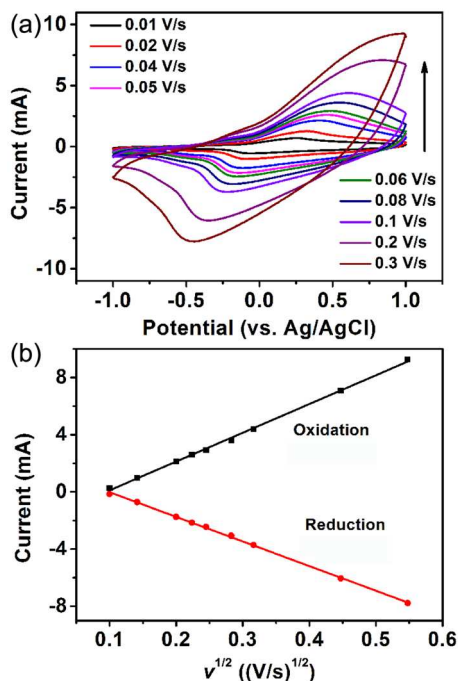 (a)
0.01 V/s
0.02 V/s
0.04 V/s
0.05 V/s
0.06 V/s
0.08 V/s
0.1 V/s
0.2 V/s
0.3 V/s
10
5
0
-5
-10
Current (mA)
-1.0 -0.5 0.0 0.5 1.0
Potential (vs. Ag/AgCl)
(b)
8
4
0
-4
-8
Current (mA)
Oxidation
Reduction
0.1 0.2 0.3 0.4 0.5 0.6
v^1/2 ((V/s)^1/2)